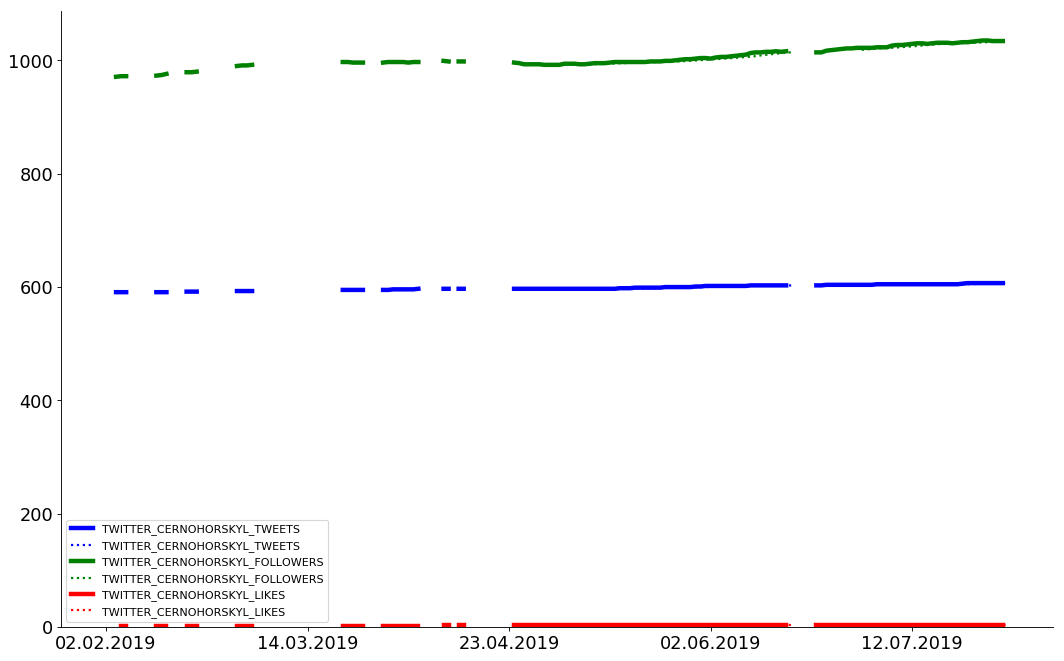 1000
800
600
400
200
0
TWITTER_CERNOHORSKYL_TWEETS
TWITTER_CERNOHORSKYL_TWEETS
TWITTER_CERNOHORSKYL_FOLLOWERS
TWITTER_CERNOHORSKYL_FOLLOWERS
TWITTER_CERNOHORSKYL_LIKES
TWITTER_CERNOHORSKYL_LIKES
02.02.2019 14.03.2019 23.04.2019 02.06.2019 12.07.2019